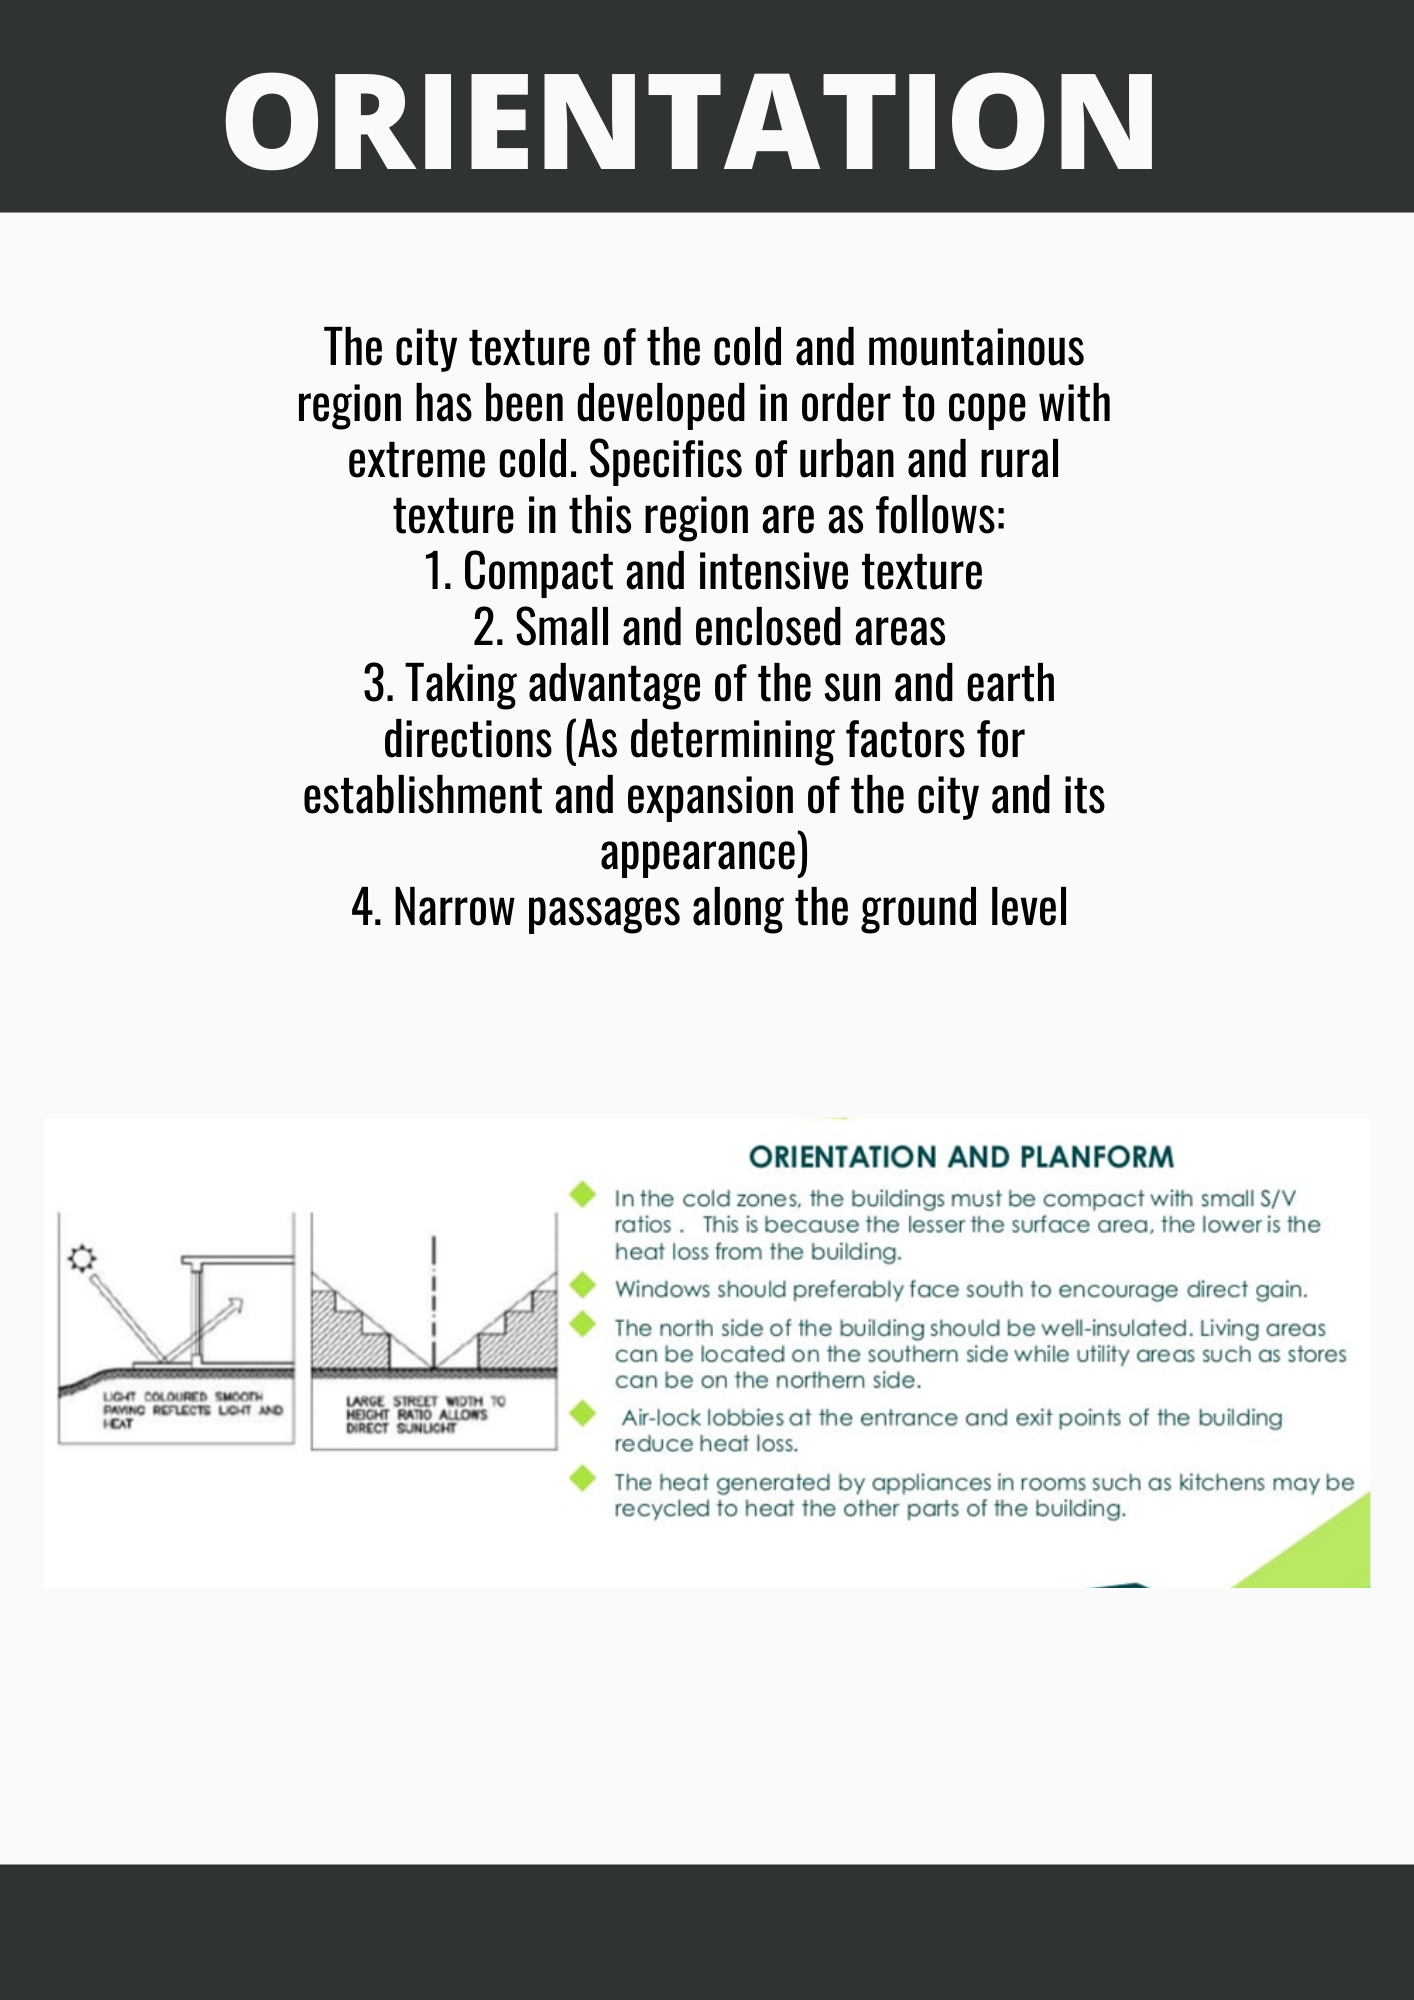 ORIENTATION
The city texture of the cold and mountainous
region has been developed in order to cope with
extreme cold. Specifics of urban and rural
texture in this region are as follows:
1. Compact and intensive texture
2. Small and enclosed areas
3. Taking advantage of the sun and earth
directions (As determining factors for
establishment and expansion of the city and its
appearance)
4. Narrow passages along the ground level
LIGHT COLOURED SMOOTH
PAVING REFLECTS LIGHT AND
HEAT
LARGE STREET WIDTH TO
HEIGHT RATIO ALLOWS
DIRECT SUNLIGHT
ORIENTATION AND PLANFORM
In the cold zones, the buildings must be compact with small S/V
ratios . This is because the lesser the surface area, the lower is the
heat loss from the building.
Windows should preferably face south to encourage direct gain.
The north side of the building should be well-insulated. Living areas
can be located on the southern side while utility areas such as stores
can be on the northern side.
Air-lock lobbies at the entrance and exit points of the building
reduce heat loss.
The heat generated by appliances in rooms such as kitchens may be
recycled to heat the other parts of the building.